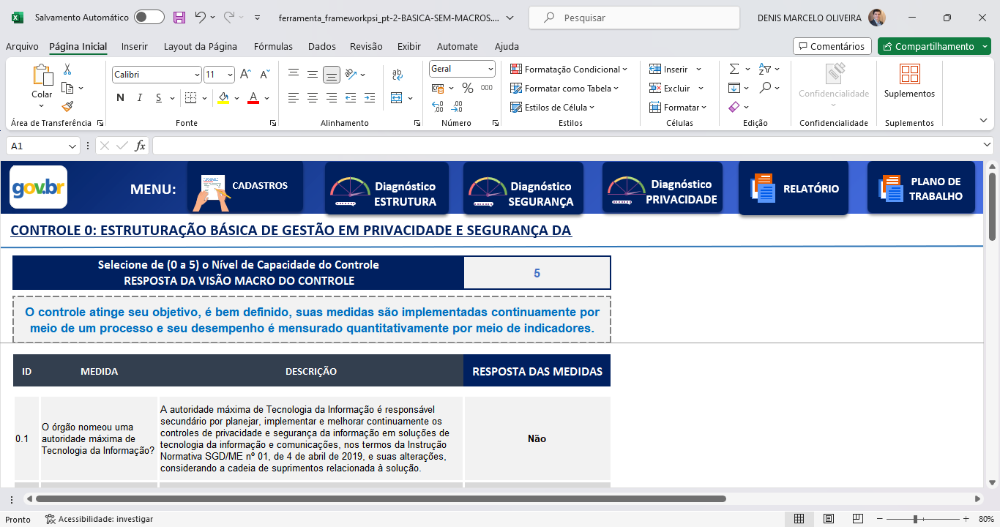 Salvamento Automático
ferramenta_frameworkpsi_pt-2-BASICA-SEM-MACROS....
Pesquisar
DENIS MARCELO OLIVEIRA
Arquivo Página Inicial Inserir Layout da Página Fórmulas Dados Revisão Exibir Automate Ajuda
Comentários
Compartilhamento
Colar
Calibri 11
N I S
A A
A
ab
Geral
% 000
,00
,00
Formatação Condicional
Formatar como Tabela
Estilos de Célula
Inserir
Excluir
Formatar
Confidencialidade
Suplementos
Área de Transferência Fonte Alinhamento Número Estilos Células Edição Confidencialidade Suplementos
A1
fx
gov.br
MENU:
CADASTROS
Diagnóstico
ESTRUTURA
Diagnóstico
SEGURANÇA
Diagnóstico
PRIVACIDADE
RELATÓRIO
PLANO DE
TRABALHO
CONTROLE 0: ESTRUTURAÇÃO BÁSICA DE GESTÃO EM PRIVACIDADE E SEGURANÇA DA
Selecione de (0 a 5) o Nível de Capacidade do Controle
RESPOSTA DA VISÃO MACRO DO CONTROLE
5
O controle atinge seu objetivo, é bem definido, suas medidas são implementadas continuamente por
meio de um processo e seu desempenho é mensurado quantitativamente por meio de indicadores.
ID MEDIDA DESCRIÇÃO RESPOSTA DAS MEDIDAS
0.1
O órgão nomeou uma
autoridade máxima de
Tecnologia da Informação?
A autoridade máxima de Tecnologia da Informação é responsável
secundário por planejar, implementar e melhorar continuamente os
controles de privacidade e segurança da informação em soluções de
tecnologia da informação e comunicações, nos termos da Instrução
Normativa SGD/ME nº 01, de 4 de abril de 2019, e suas alterações,
considerando a cadeia de suprimentos relacionada à solução.
Não
Pronto
Acessibilidade: investigar
80%